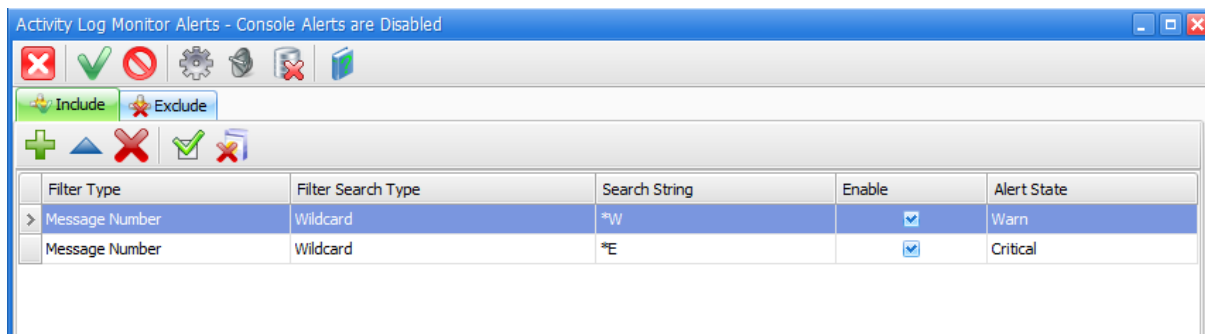 Activity Log Monitor Alerts - Console Alerts are Disabled
Include Exclude
Filter Type Filter Search Type Search String Enable Alert State
Message Number Wildcard *W Warn
Message Number Wildcard *E Critical